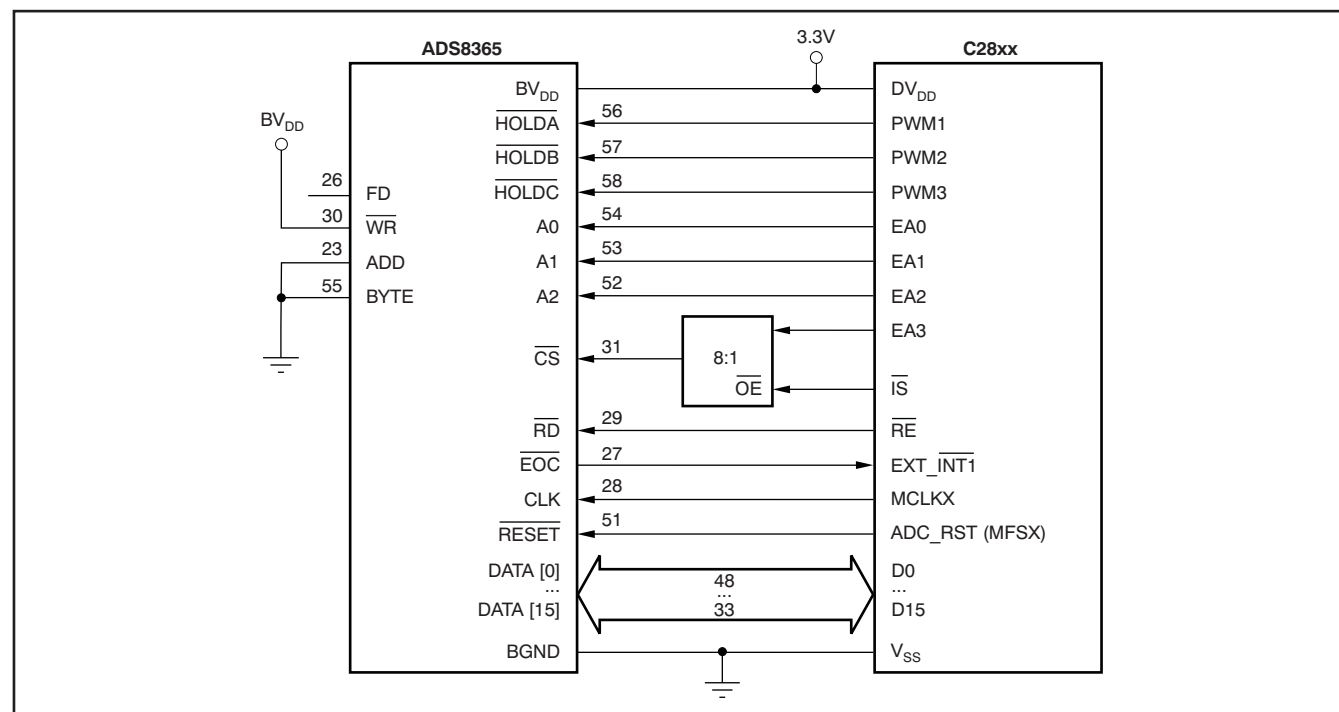 ADS8365
3.3V
C28xx
BVDD
DVDD
HOLDA
56
PWM1
BVDD
HOLDB
57
PWM2
26
FD
HOLDC
58
PWM3
30
WR
A0
54
EA0
23
ADD
A1
53
EA1
55
BYTE
A2
52
EA2
EA3
CS
31
8:1
OE
IS
RD
29
RE
EOC
27
EXT_INT1
CLK
28
MCLKX
RESET
51
ADC_RST (MFSX)
DATA [0]
48
D0
...
...
...
DATA [15]
33
D15
BGND
VSS